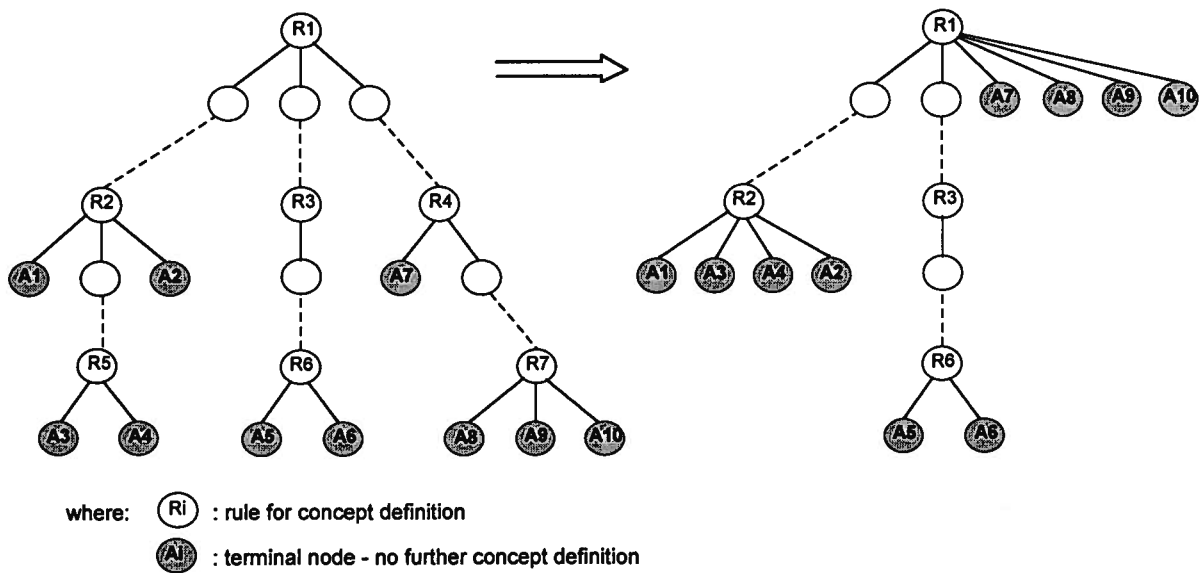 R1 R1
A7 A8 A9 A10
R2 R3 R4 R2 R3
A1 A2 A7 A1 A3 A4 A2
R5 R6 R7 R6
A3 A4 A5 A6 A8 A9 A10 A5 A6
where: Ri : rule for concept definition
Ai : terminal node - no further concept definition